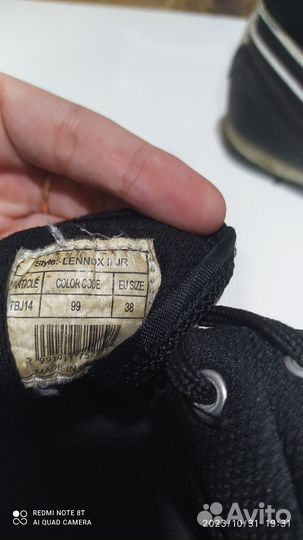 Style: LENNOX II JR
ARTICLE COLOR CODE EU SIZE
TBJ14 99 38
MADE IN
REDMI NOTE 8T
AI QUAD CAMERA
Avito
2023/10/31 19:31